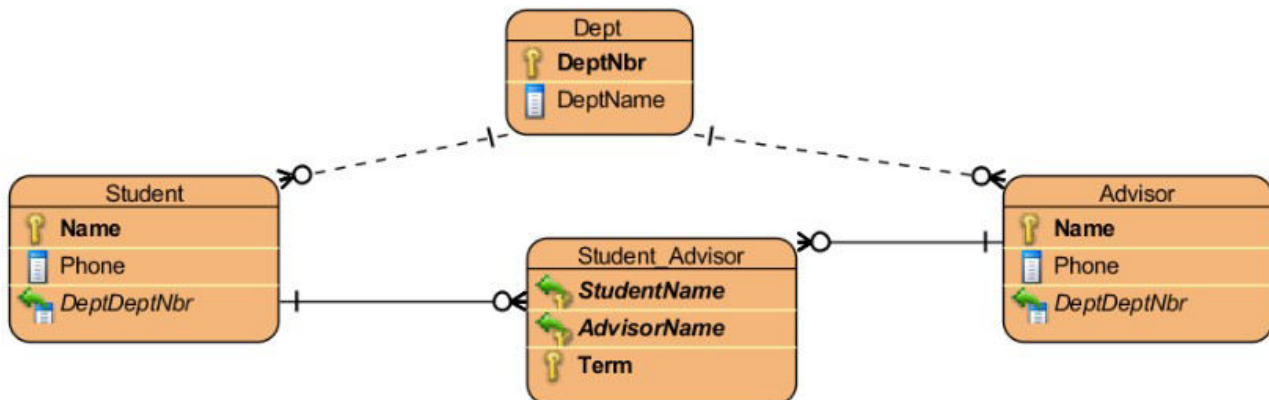 Dept
DeptNbr
DeptName
Student
Name
Phone
DeptDeptNbr
Student_Advisor
StudentName
AdvisorName
Term
Advisor
Name
Phone
DeptDeptNbr